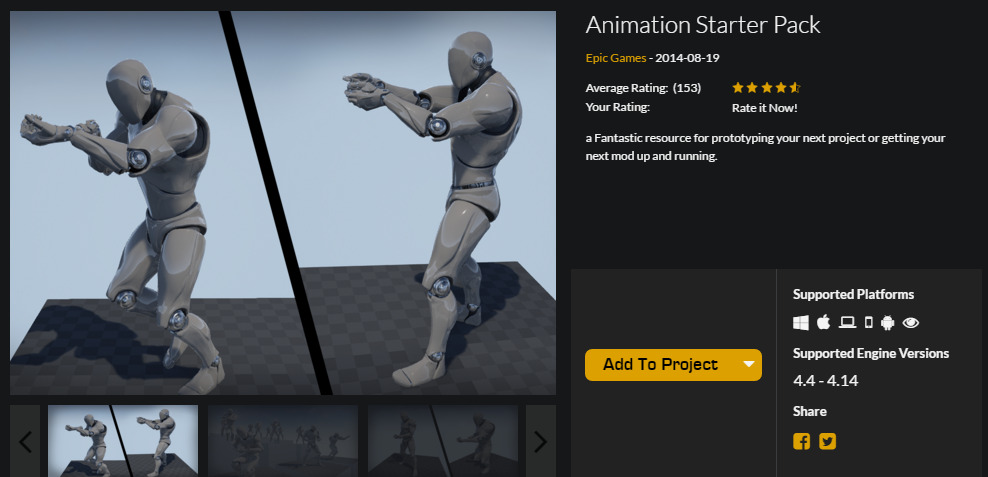 Animation Starter Pack
Epic Games - 2014-08-19
Average Rating: (153)
Your Rating: Rate it Now!
a Fantastic resource for prototyping your next project or getting your
next mod up and running.
Add To Project
Supported Platforms
Supported Engine Versions
4.4 - 4.14
Share